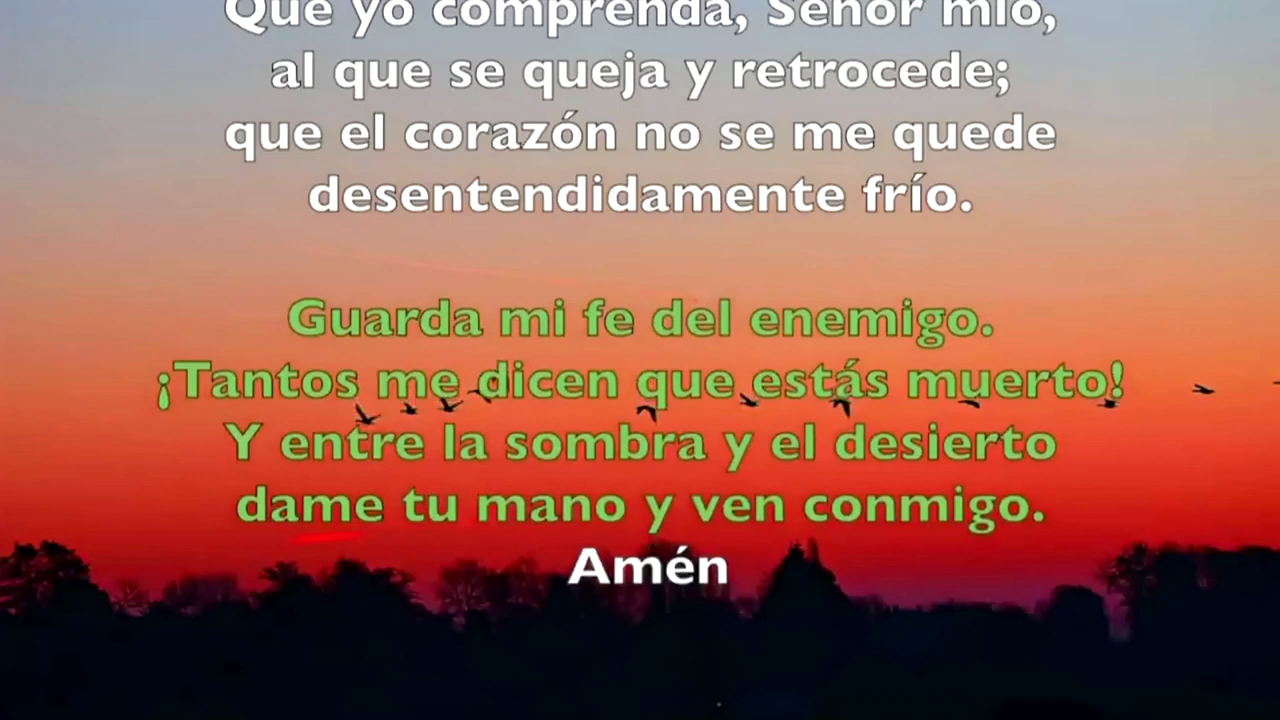 Que yo comprenda, Señor mío,
al que se queja y retrocede;
que el corazón no se me quede
desentendidamente frío.
Guarda mi fe del enemigo.
¡Tantos me dicen que estás muerto!
Y entre la sombra y el desierto
dame tu mano y ven conmigo.
Amén